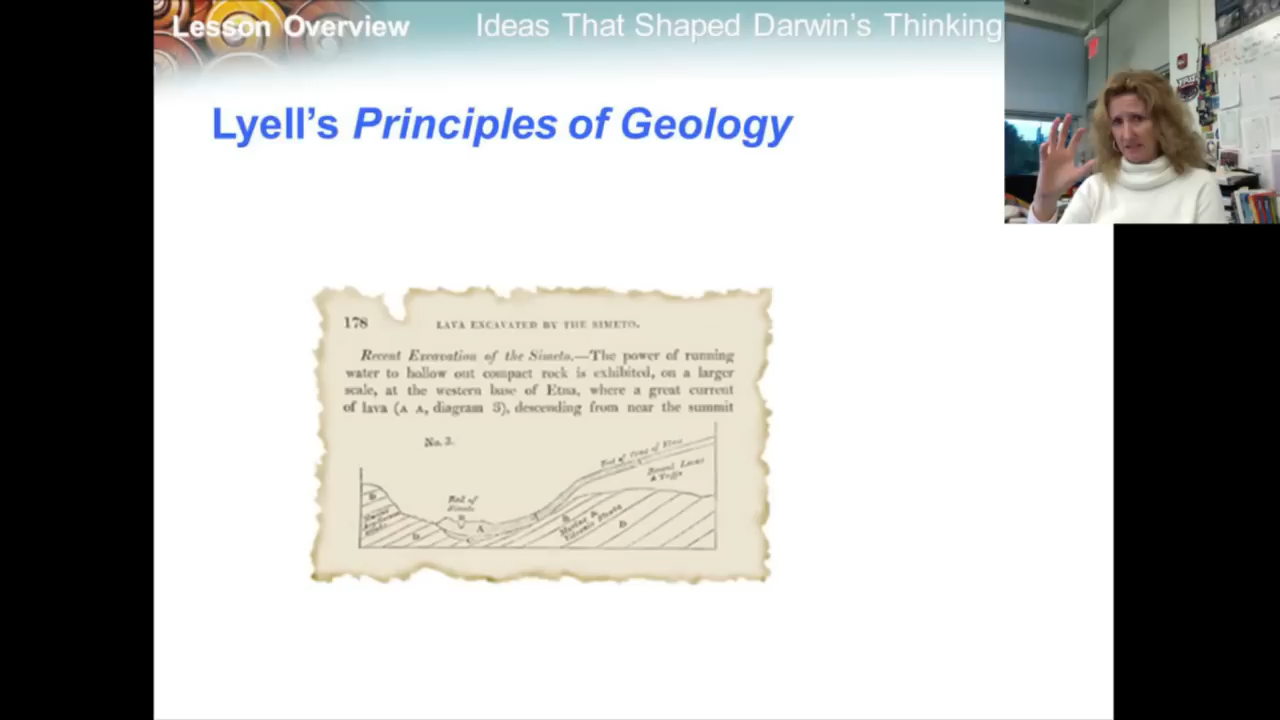 Lesson Overview
Ideas That Shaped Darwin's Thinking
Lyell's Principles of Geology
178 LAVA EXCAVATED BY THE SIMETO.
Recent Excavation of the Simeto.—The power of running
water to hollow out compact rock is exhibited, on a larger
scale, at the western base of Etna, where a great current
of lava (A A, diagram 3), descending from near the summit
No. 3.
Bed of
Simeto
A
b
b
b